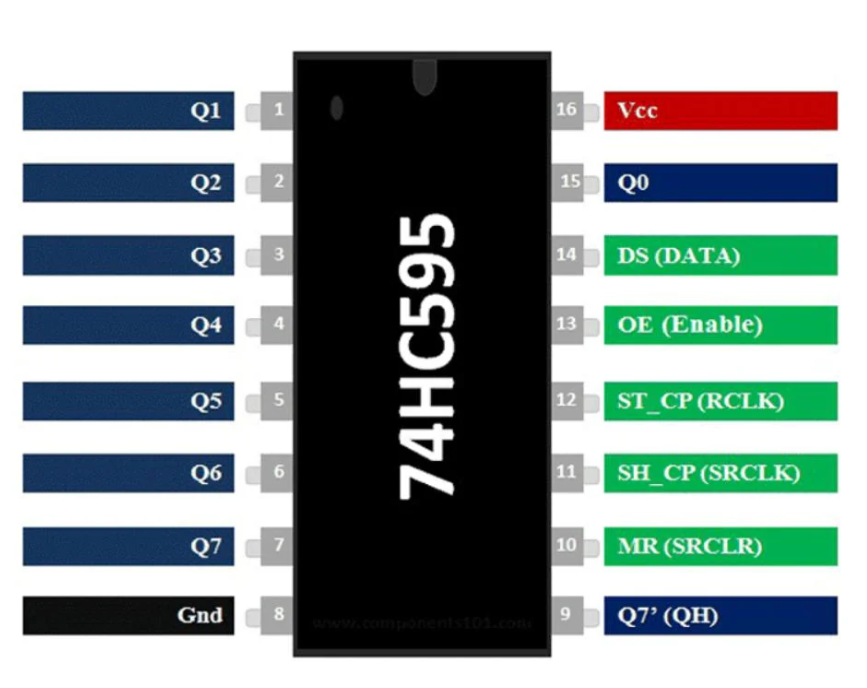 Q1 1 16 Vcc
Q2 2 15 Q0
Q3 3 14 DS (DATA)
Q4 4 13 OE (Enable)
Q5 5 12 ST_CP (RCLK)
Q6 6 11 SH_CP (SRCLK)
Q7 7 10 MR (SRCLR)
Gnd 8 9 Q7’ (QH)
74HC595
www.components101.com